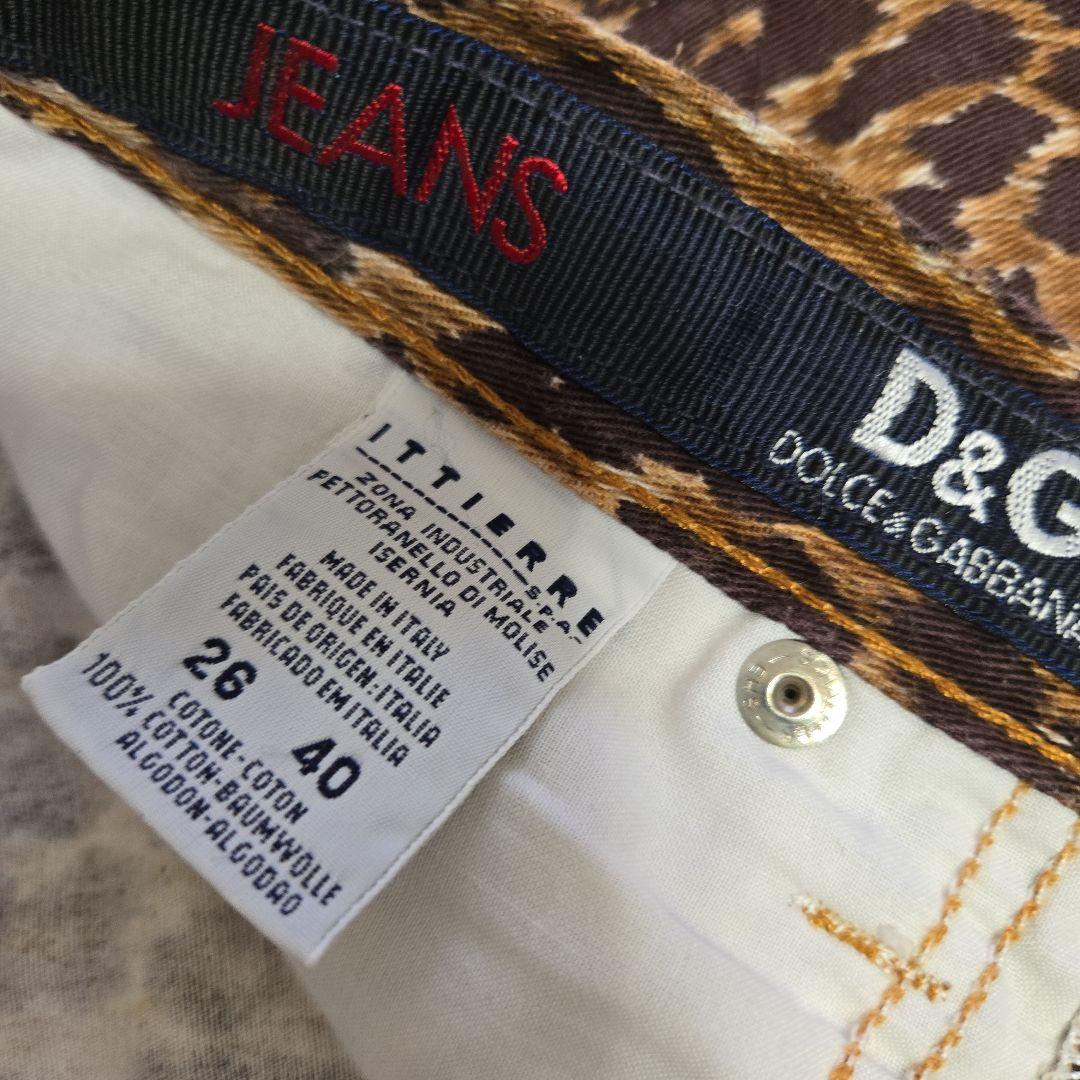 JEANS
D&G
DOLCE&GABBANA
ITTIERRE
S.P.A.
ZONA INDUSTRIALE
PETTORANELLO DI MOLISE
ISERNIA
MADE IN ITALY
FABRIQUE EN ITALIE
PAIS DE ORIGEN:ITALIA
FABRICADO EM ITALIA
26 40
COTONE-COTON
100% COTTON-BAUMWOLLE
ALGODON-ALGODAO